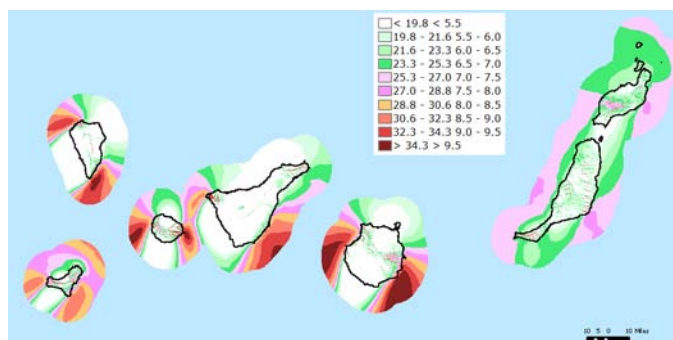 < 19.8 < 5.5
19.8 - 21.6 5.5 - 6.0
21.6 - 23.3 6.0 - 6.5
23.3 - 25.3 6.5 - 7.0
25.3 - 27.0 7.0 - 7.5
27.0 - 28.8 7.5 - 8.0
28.8 - 30.6 8.0 - 8.5
30.6 - 32.3 8.5 - 9.0
32.3 - 34.3 9.0 - 9.5
> 34.3 > 9.5
10 5 0 10 Miles